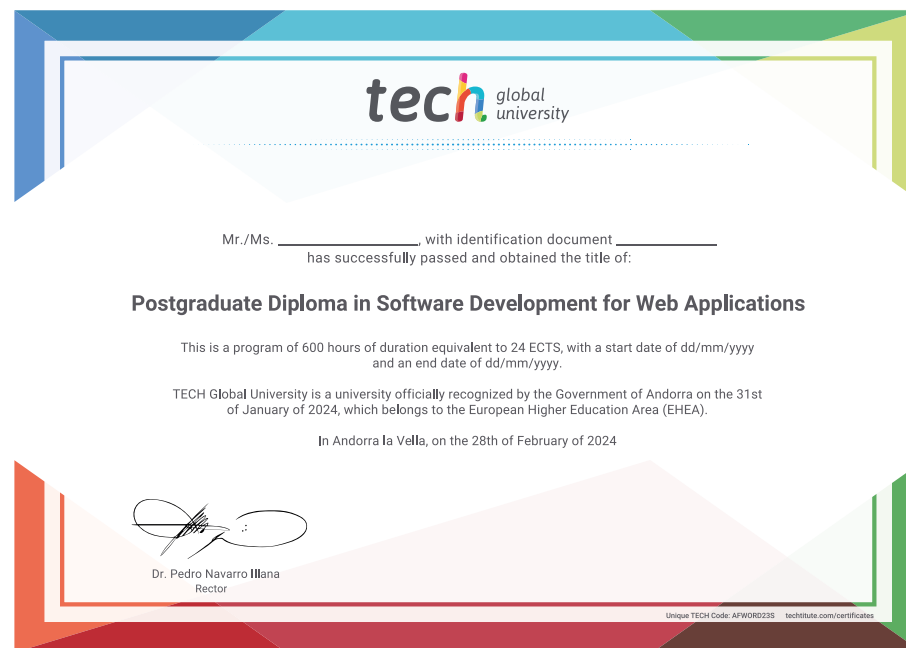 tech global
university
Mr./Ms. ________________, with identification document ____________
has successfully passed and obtained the title of:
Postgraduate Diploma in Software Development for Web Applications
This is a program of 600 hours of duration equivalent to 24 ECTS, with a start date of dd/mm/yyyy
and an end date of dd/mm/yyyy.
TECH Global University is a university officially recognized by the Government of Andorra on the 31st
of January of 2024, which belongs to the European Higher Education Area (EHEA).
In Andorra la Vella, on the 28th of February of 2024
Dr. Pedro Navarro Illana
Rector
Unique TECH Code: AFWORD23S techtitute.com/certificates